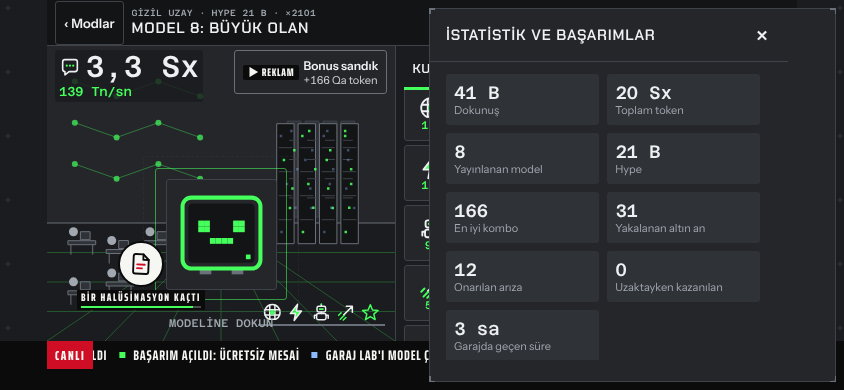 ‹ Modlar
GİZİL UZAY · HYPE 21 B · ×2101
MODEL 8: BÜYÜK OLAN
3,3 Sx
139 Tn/sn
▶ REKLAM
Bonus sandık
+166 Qa token
KU
BİR HALÜSİNASYON KAÇTI
MODELİNE DOKUN
CANLI
LDI ■ BAŞARIM AÇILDI: ÜCRETSİZ MESAİ ■ GARAJ LAB'I MODEL
İSTATİSTİK VE BAŞARIMLAR
×
41 B
Dokunuş
20 Sx
Toplam token
8
Yayınlanan model
21 B
Hype
166
En iyi kombo
31
Yakalanan altın an
12
Onarılan arıza
0
Uzaktayken kazanılan
3 sa
Garajda geçen süre